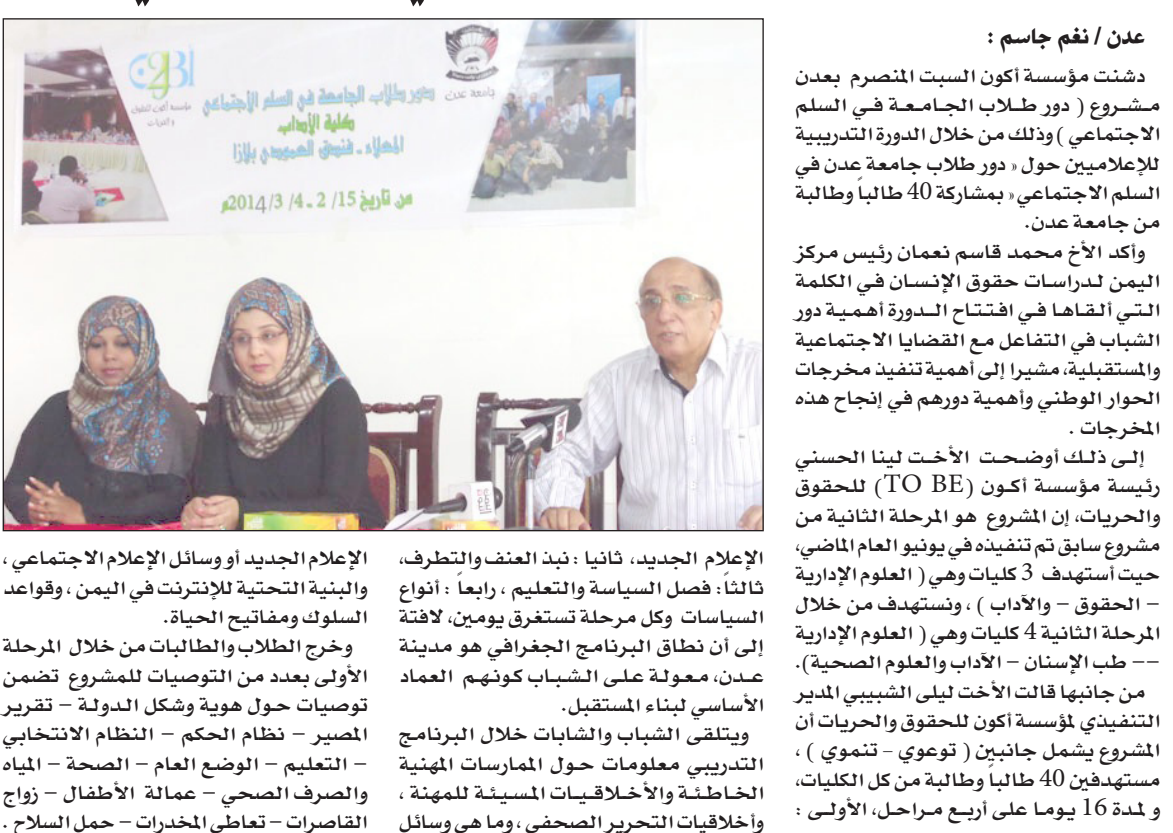 عدن / نغم جاسم :
دشنت مؤسسة أكون السبت المنصرم بعدن
مشروع ( دور طلاب الجامعة في السلم
الاجتماعي ) وذلك من خلال الدورة التدريبية
للإعلاميين حول « دور طلاب جامعة عدن في
السلم الاجتماعي« بمشاركة 40 طالباً وطالبة
من جامعة عدن.
وأكد الأخ محمد قاسم نعمان رئيس مركز
اليمن لدراسات حقوق الإنسان في الكلمة
التي ألقاها في افتتاح الدورة أهمية دور
الشباب في التفاعل مع القضايا الاجتماعية
والمستقبلية، مشيرا إلى أهمية تنفيذ مخرجات
الحوار الوطني وأهمية دورهم في إنجاح هذه
المخرجات .
إلى ذلك أوضحت الأخت لينا الحسني
رئيسة مؤسسة أكون (TO BE) للحقوق
والحريات، إن المشروع هو المرحلة الثانية من
مشروع سابق تم تنفيذه في يونيو العام الماضي،
حيت أستهدف 3 كليات وهي ( العلوم الإدارية
– الحقوق – والآداب ) ، ونستهدف من خلال
المرحلة الثانية 4 كليات وهي ( العلوم الإدارية
–– طب الإسنان – الآداب والعلوم الصحية).
من جانبها قالت الأخت ليلى الشبيبي المدير
التنفيذي لمؤسسة أكون للحقوق والحريات أن
المشروع يشمل جانبين ( توعوي - تنموي ) ،
مستهدفين 40 طالباً وطالبة من كل الكليات،
و لمدة 16 يوما على أربع مراحل، الأولى :
جامعة عدن
ودور طلاب الجامعة في السلم الإجتماعي
كلية الأداب
المعلاء ـ فندق العمودي بلازا
من تاريخ 15/ 2 ـ 4/ 3/ 2014م
مؤسسة أكون للحقوق
و الحريات
الإعلام الجديد، ثانيا : نبذ العنف والتطرف،
ثالثاً: فصل السياسة والتعليم ، رابعاً : أنواع
السياسات وكل مرحلة تستغرق يومين، لافتة
إلى أن نطاق البرنامج الجغرافي هو مدينة
عدن، معولة على الشباب كونهم العماد
الأساسي لبناء المستقبل.
ويتلقى الشباب والشابات خلال البرنامج
التدريبي معلومات حول الممارسات المهنية
الخاطئة والأخلاقيات المسيئة للمهنة ،
وأخلاقيات التحرير الصحفي ، وما هي وسائل
الإعلام الجديد أو وسائل الإعلام الاجتماعي ،
والبنية التحتية للإنترنت في اليمن ، وقواعد
السلوك ومفاتيح الحياة.
وخرج الطلاب والطالبات من خلال المرحلة
الأولى بعدد من التوصيات للمشروع تضمن
توصيات حول هوية وشكل الدولة – تقرير
المصير – نظام الحكم – النظام الانتخابي
– التعليم – الوضع العام – الصحة – المياه
والصرف الصحي – عمالة الأطفال – زواج
القاصرات – تعاطي المخدرات – حمل السلاح .